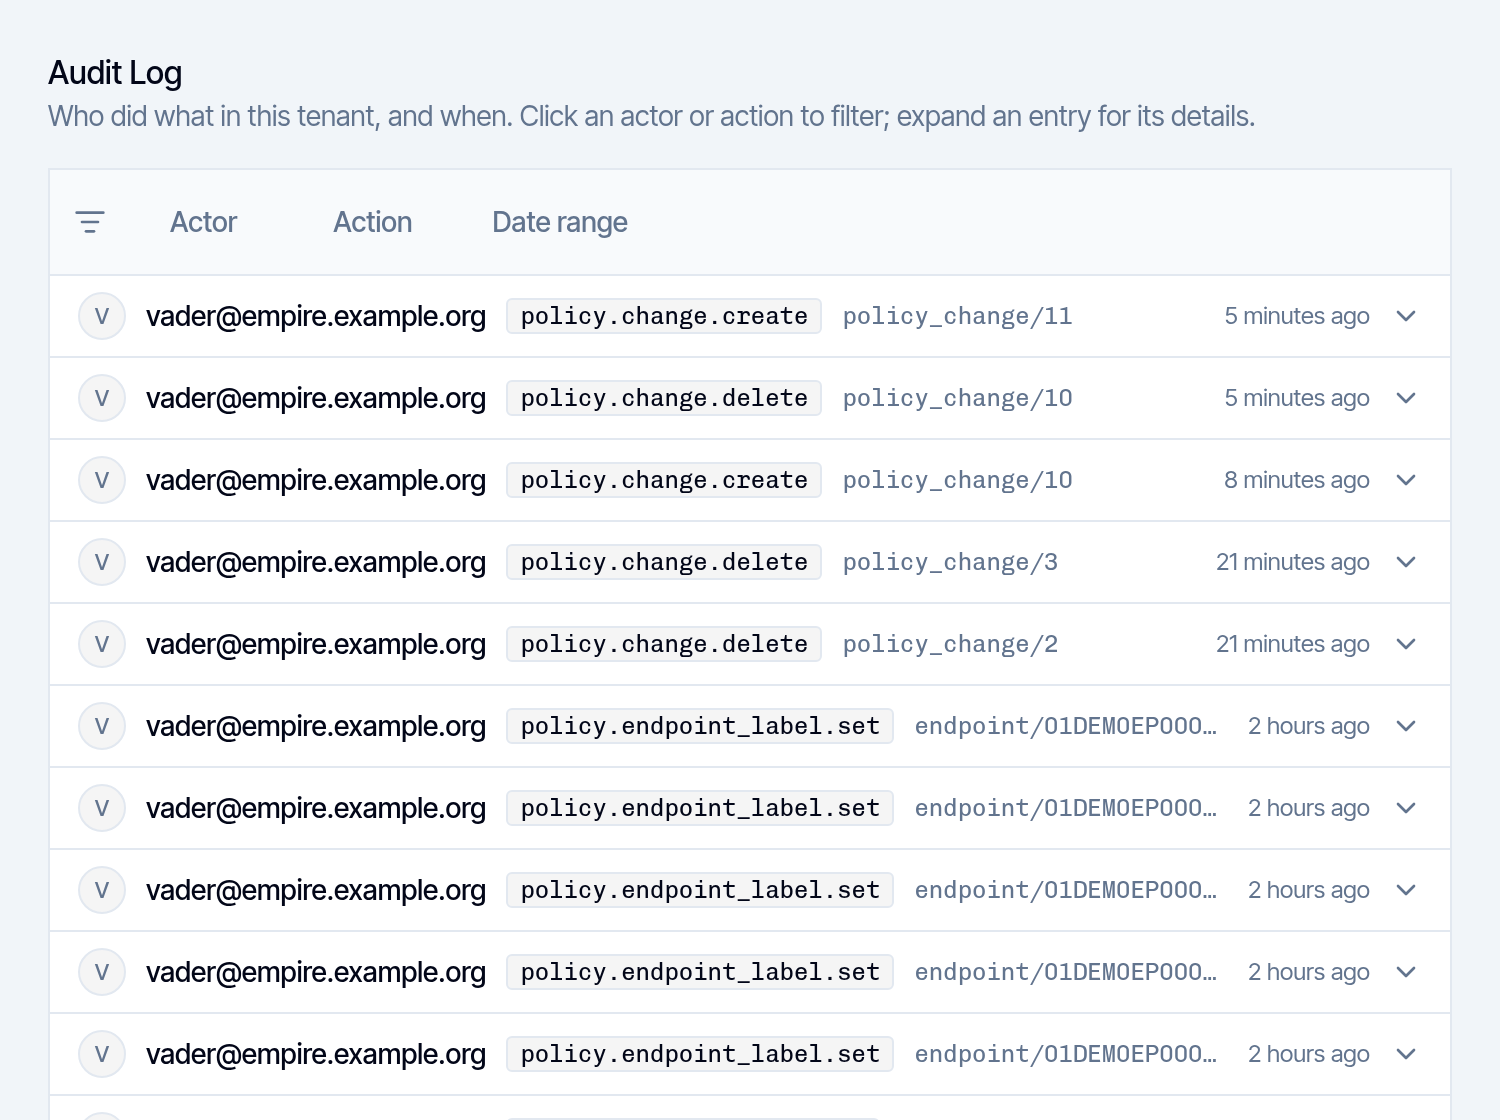 Audit Log
Who did what in this tenant, and when. Click an actor or action to filter; expand an entry for its details.
Actor Action Date range
V vader@empire.example.org policy.change.create policy_change/11 5 minutes ago
V vader@empire.example.org policy.change.delete policy_change/10 5 minutes ago
V vader@empire.example.org policy.change.create policy_change/10 8 minutes ago
V vader@empire.example.org policy.change.delete policy_change/3 21 minutes ago
V vader@empire.example.org policy.change.delete policy_change/2 21 minutes ago
V vader@empire.example.org policy.endpoint_label.set endpoint/01DEMOEP000… 2 hours ago
V vader@empire.example.org policy.endpoint_label.set endpoint/01DEMOEP000… 2 hours ago
V vader@empire.example.org policy.endpoint_label.set endpoint/01DEMOEP000… 2 hours ago
V vader@empire.example.org policy.endpoint_label.set endpoint/01DEMOEP000… 2 hours ago
V vader@empire.example.org policy.endpoint_label.set endpoint/01DEMOEP000… 2 hours ago